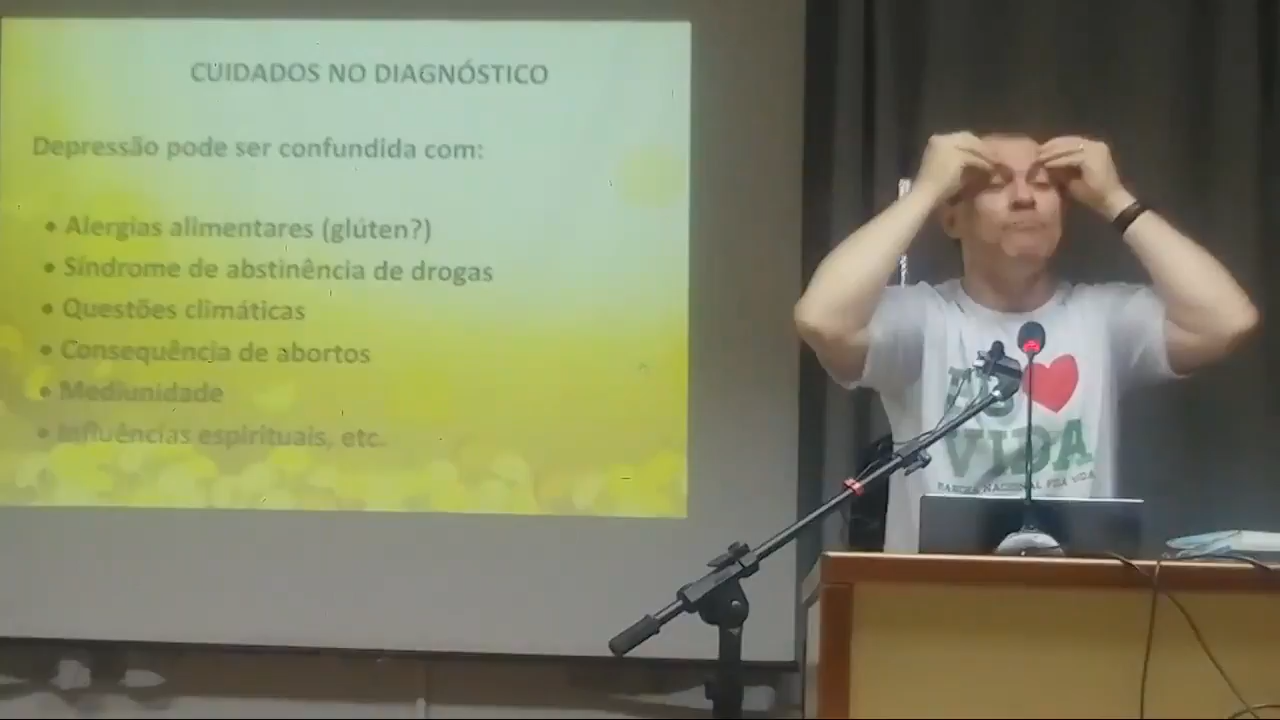 CUIDADOS NO DIAGNÓSTICO
Depressão pode ser confundida com:
• Alergias alimentares (glúten?)
• Síndrome de abstinência de drogas
• Questões climáticas
• Consequência de abortos
• Mediunidade
• Influências espirituais, etc.
VIDA